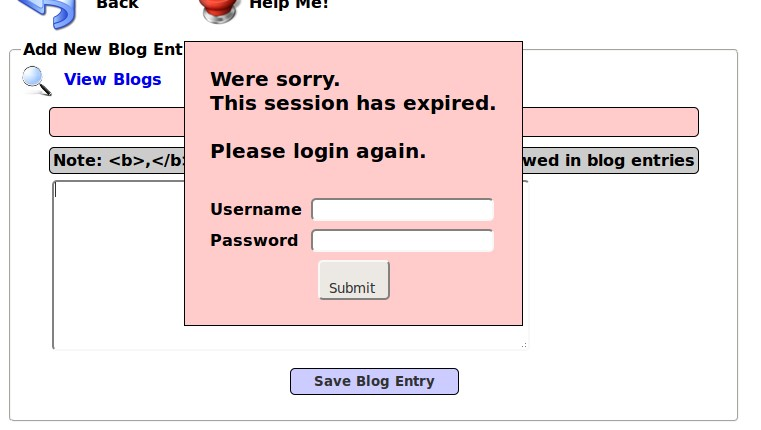 Back
Help Me!
Add New Blog Ent
View Blogs
Were sorry.
This session has expired.
Please login again.
Note: <b>,</b
wed in blog entries
Username
Password
Submit
Save Blog Entry